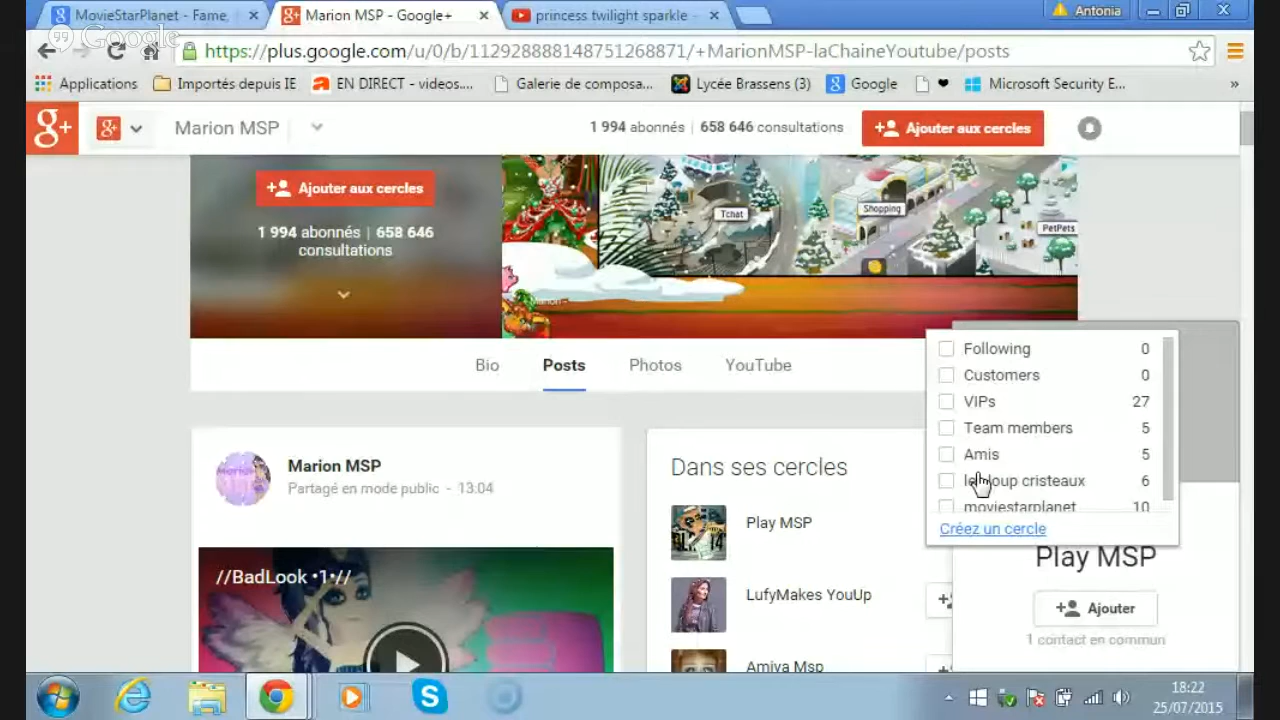 MovieStarPlanet - Fame,
Marion MSP - Google+
princess twilight sparkle -
Antonia
Google+
https://plus.google.com/u/0/b/112928888148751268871/+MarionMSP-laChaineYoutube/posts
Applications
Importés depuis IE
EN DIRECT - videos....
Galerie de composa...
Lycée Brassens (3)
Google
Microsoft Security E...
»
g+
Marion MSP
1 994 abonnés | 658 646 consultations
Ajouter aux cercles
Ajouter aux cercles
1 994 abonnés | 658 646
consultations
Tchat
Shopping
PetPets
Bio
Posts
Photos
YouTube
Following 0
Customers 0
VIPs 27
Team members 5
Amis 5
loup cristeaux 6
moviestarplanet 10
Créez un cercle
Marion MSP
Partagé en mode public - 13.04
//BadLook •1•//
Dans ses cercles
Play MSP
LufyMakes YouUp
Amiya Msp
Play MSP
Ajouter
1 contact en commun
18:22
25/07/2015